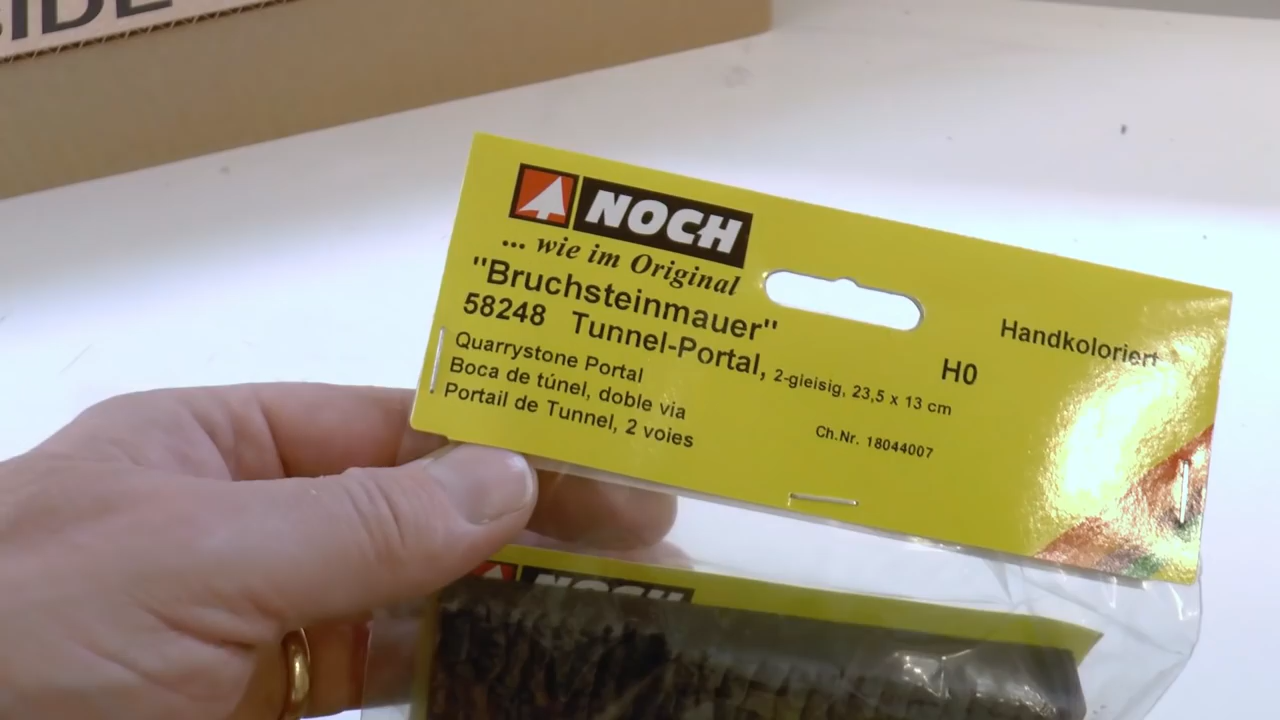 SIDE
NOCH
... wie im Original
"Bruchsteinmauer"
58248 Tunnel-Portal, 2-gleisig, 23,5 x 13 cm
H0
Handkoloriert
Quarrystone Portal
Boca de túnel, doble via
Portail de Tunnel, 2 voies
Ch.Nr. 18044007
NOCH